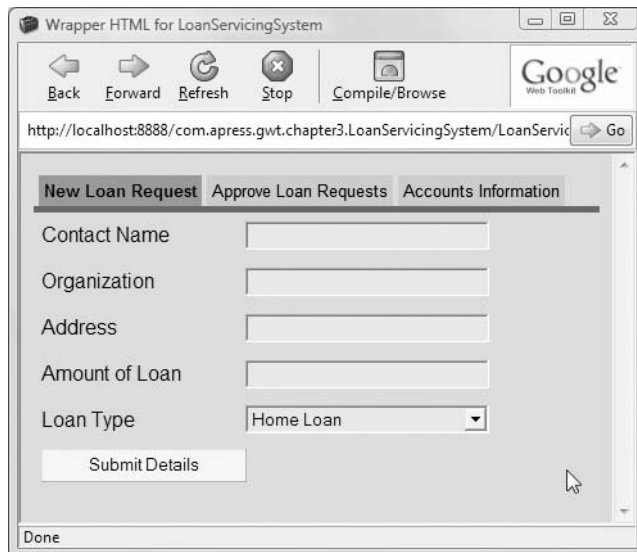 Wrapper HTML for LoanServicingSystem
Back Forward Refresh Stop Compile/Browse
Google
Web Toolkit
http://localhost:8888/com.apress.gwt.chapter3.LoanServicingSystem/LoanServic Go
New Loan Request Approve Loan Requests Accounts Information
Contact Name
Organization
Address
Amount of Loan
Loan Type Home Loan
Submit Details
Done